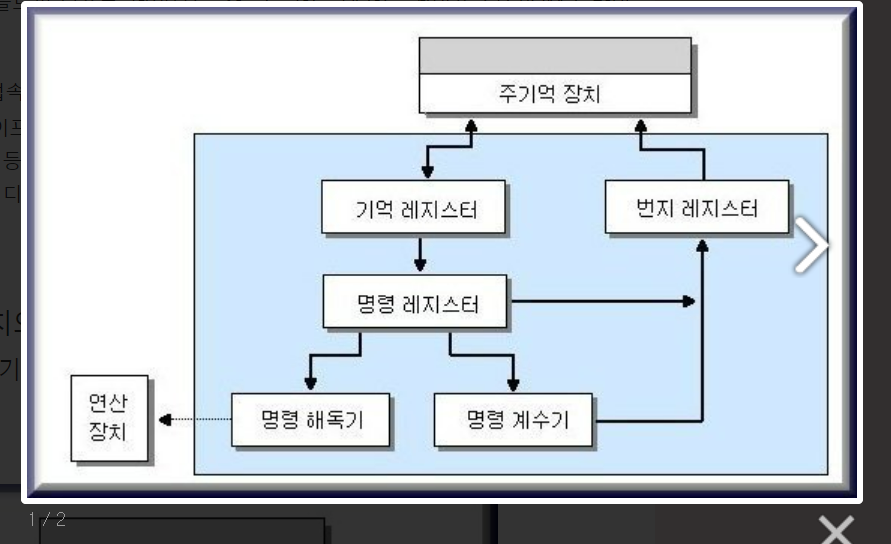 주기억 장치
기억 레지스터
번지 레지스터
명령 레지스터
연산
장치
명령 해독기
명령 계수기
1 / 2